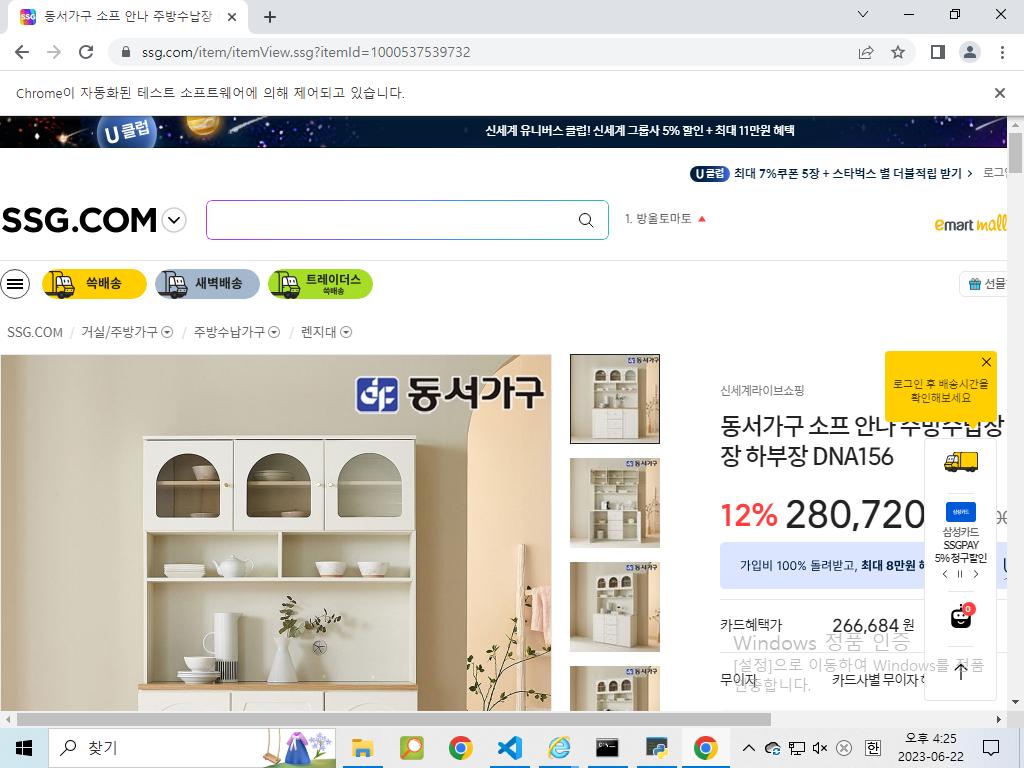 동서가구 소프 안나 주방수납장
ssg.com/item/itemView.ssg?itemId=1000537539732
Chrome이 자동화된 테스트 소프트웨어에 의해 제어되고 있습니다.
U클럽
신세계 유니버스 클럽! 신세계 그룹사 5% 할인 + 최대 11만원 혜택
U클럽 최대 7%쿠폰 5장 + 스타벅스 별 더블적립 받기
SSG.COM
1. 방울토마토
emart mall
쓱배송
새벽배송
트레이더스
쓱배송
선물
SSG.COM / 거실/주방가구 / 주방수납가구 / 렌지대
동서가구
신세계라이브쇼핑
로그인 후 배송시간을
확인해보세요
동서가구 소프 안나 주방수납장
장 하부장 DNA156
12% 280,720
가입비 100% 돌려받고, 최대 8만원
삼성카드
삼성카드
SSGPAY
5% 청구할인
카드혜택가 266,684 원
0
Windows 정품 인증
[설정]으로 이동하여 Windows를 정품
인증합니다.
무이자 카드사별 무이자
찾기
한
오후 4:25
2023-06-22